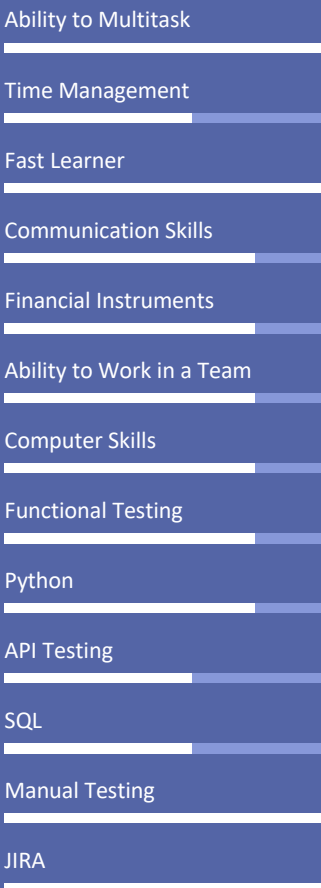 Ability to Multitask
Time Management
Fast Learner
Communication Skills
Financial Instruments
Ability to Work in a Team
Computer Skills
Functional Testing
Python
API Testing
SQL
Manual Testing
JIRA